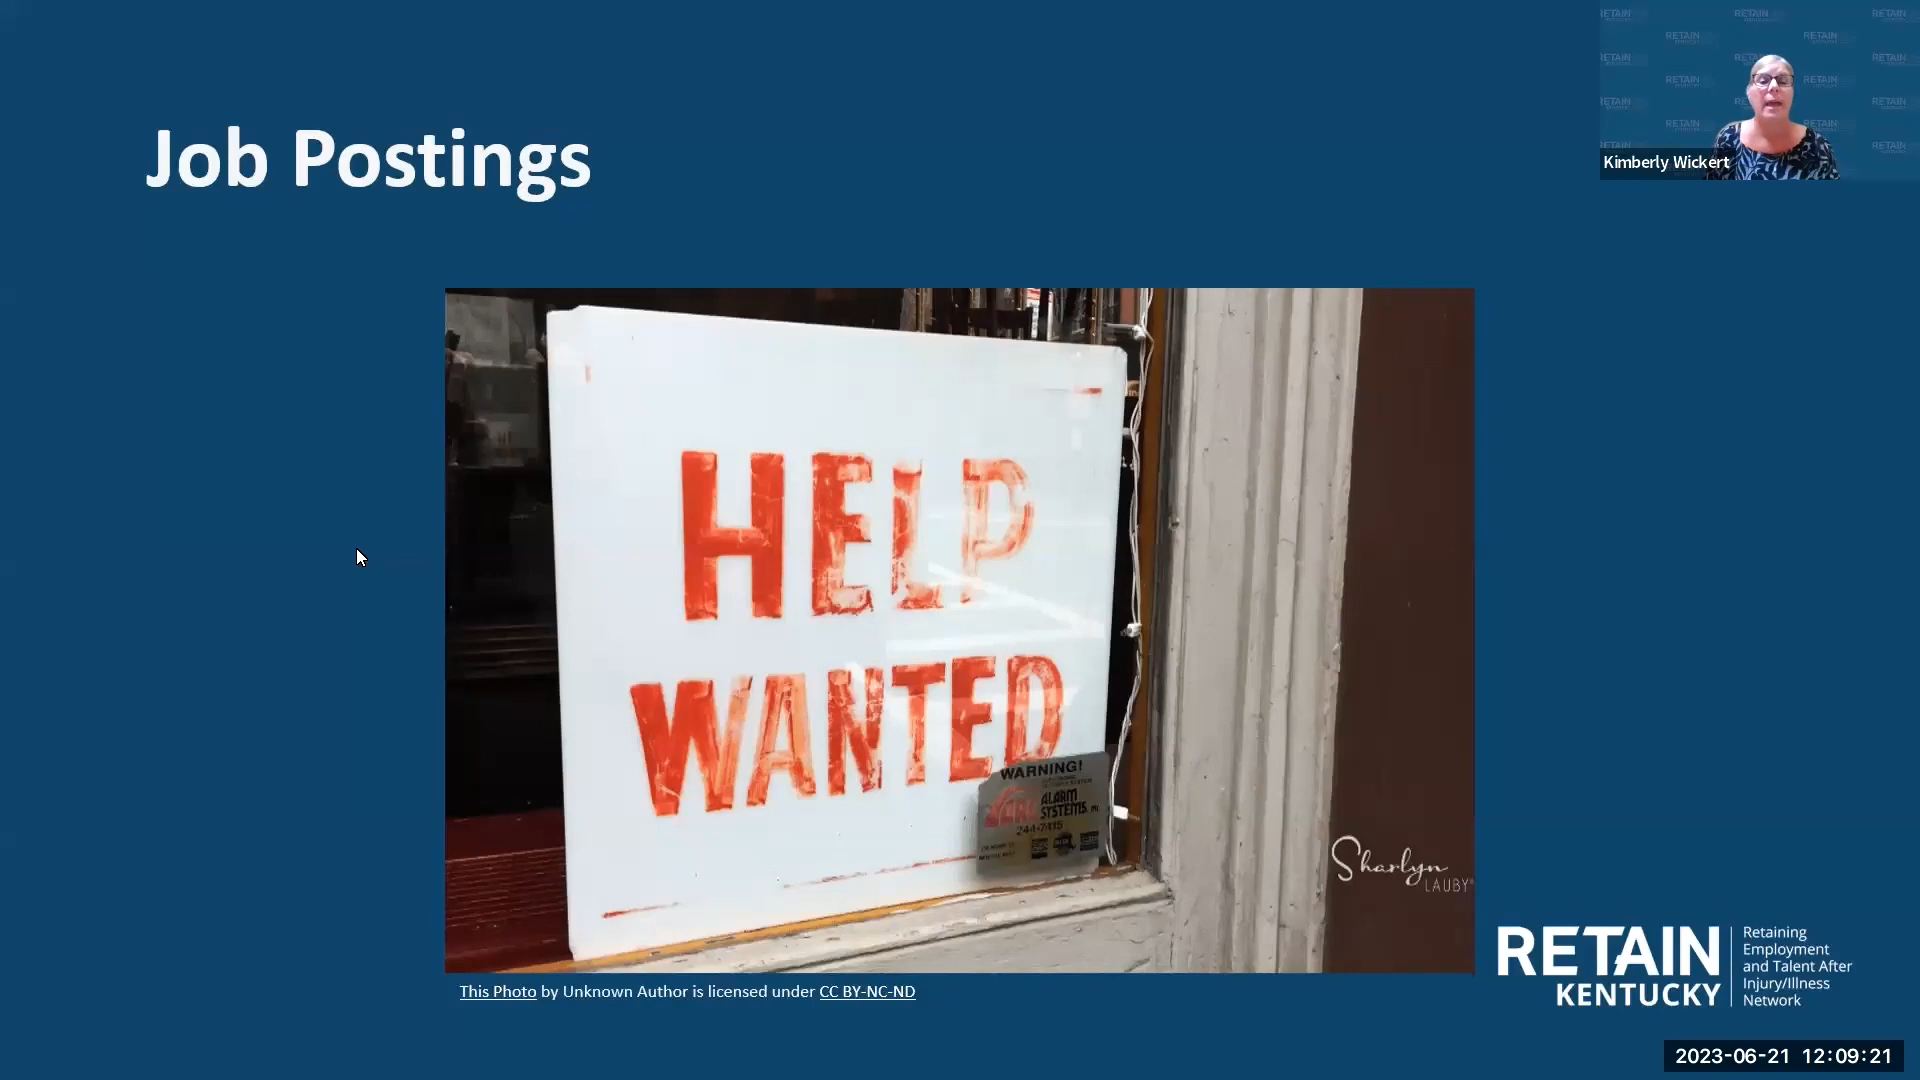 Job Postings
Kimberly Wickert
HELP
WANTED
WARNING!
ALARM
SYSTEMS
244-7415
Sharlyn
LAUBY
This Photo by Unknown Author is licensed under CC BY-NC-ND
RETAIN
KENTUCKY
Retaining
Employment
and Talent After
Injury/Illness
Network
2023-06-21 12:09:21